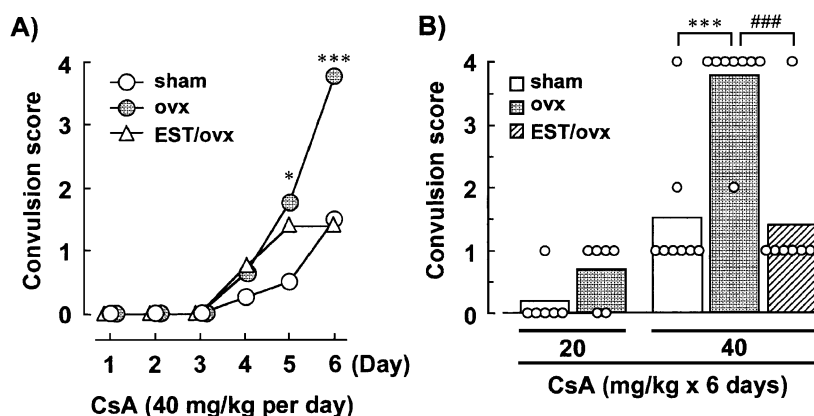 A)
Convulsion score
4
3
2
1
0
sham
ovx
EST/ovx
*
***
1 2 3 4 5 6 (Day)
CsA (40 mg/kg per day)
B)
Convulsion score
4
3
2
1
0
sham
ovx
EST/ovx
*** ###
20 40
CsA (mg/kg x 6 days)